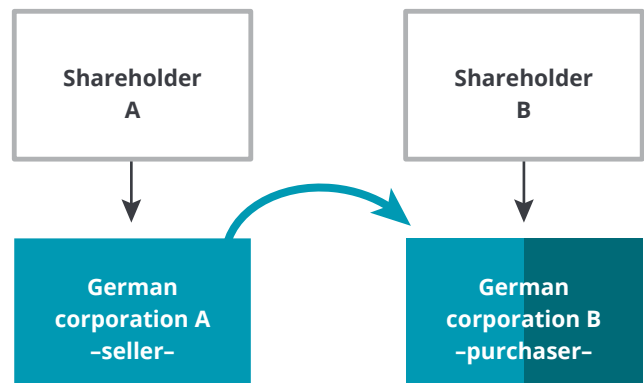 Shareholder
A
Shareholder
B
German
corporation A
–seller–
German
corporation B
–purchaser–